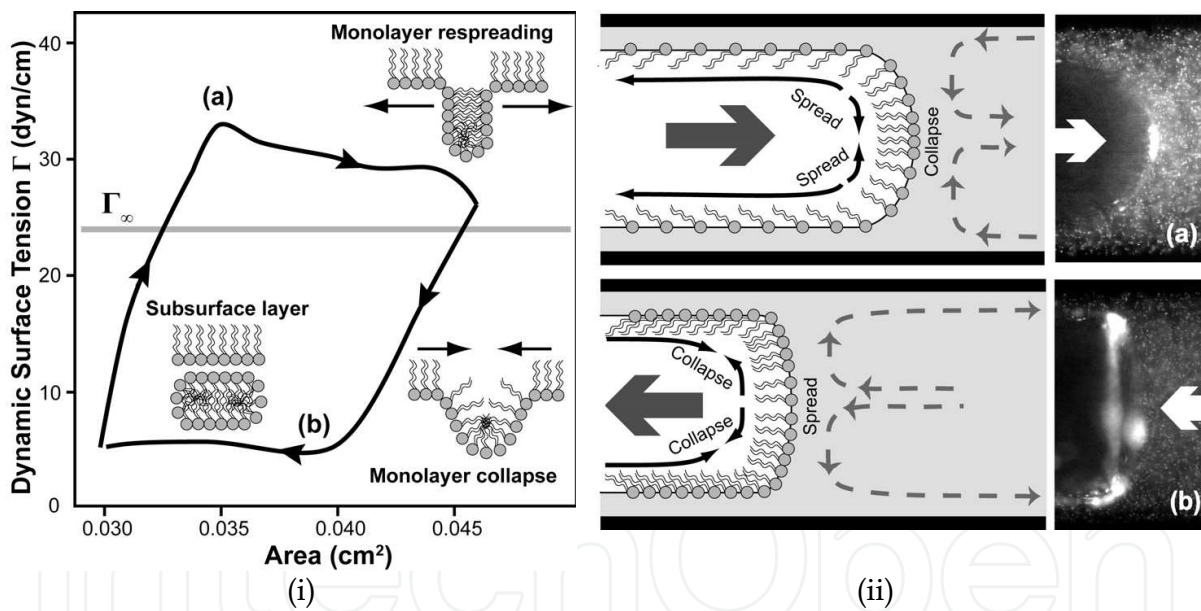 Dynamic Surface Tension Γ (dyn/cm)
40
30
20
10
0
Monolayer respreading
(a)
Γ∞
Subsurface layer
(b)
Monolayer collapse
0.030
0.035
0.040
0.045
Area (cm²)
(i)
Spread
Spread
Collapse
(a)
Collapse
Collapse
Spread
(b)
(ii)
IntechOpen